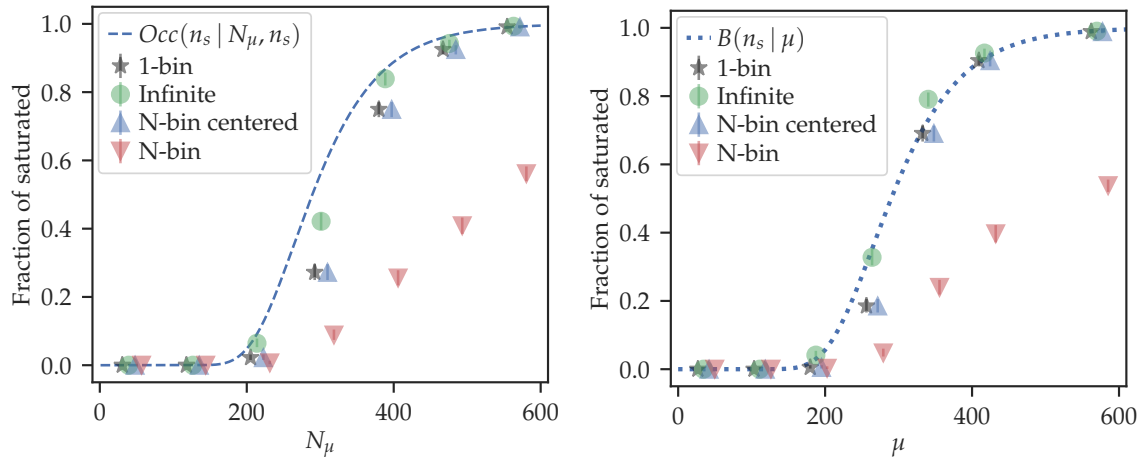 Occ(n_s | N_μ, n_s)
1-bin
Infinite
N-bin centered
N-bin
Fraction of saturated
1.0
0.8
0.6
0.4
0.2
0.0
0
200
400
600
N_μ
B(n_s | μ)
1-bin
Infinite
N-bin centered
N-bin
Fraction of saturated
1.0
0.8
0.6
0.4
0.2
0.0
0
200
400
600
μ